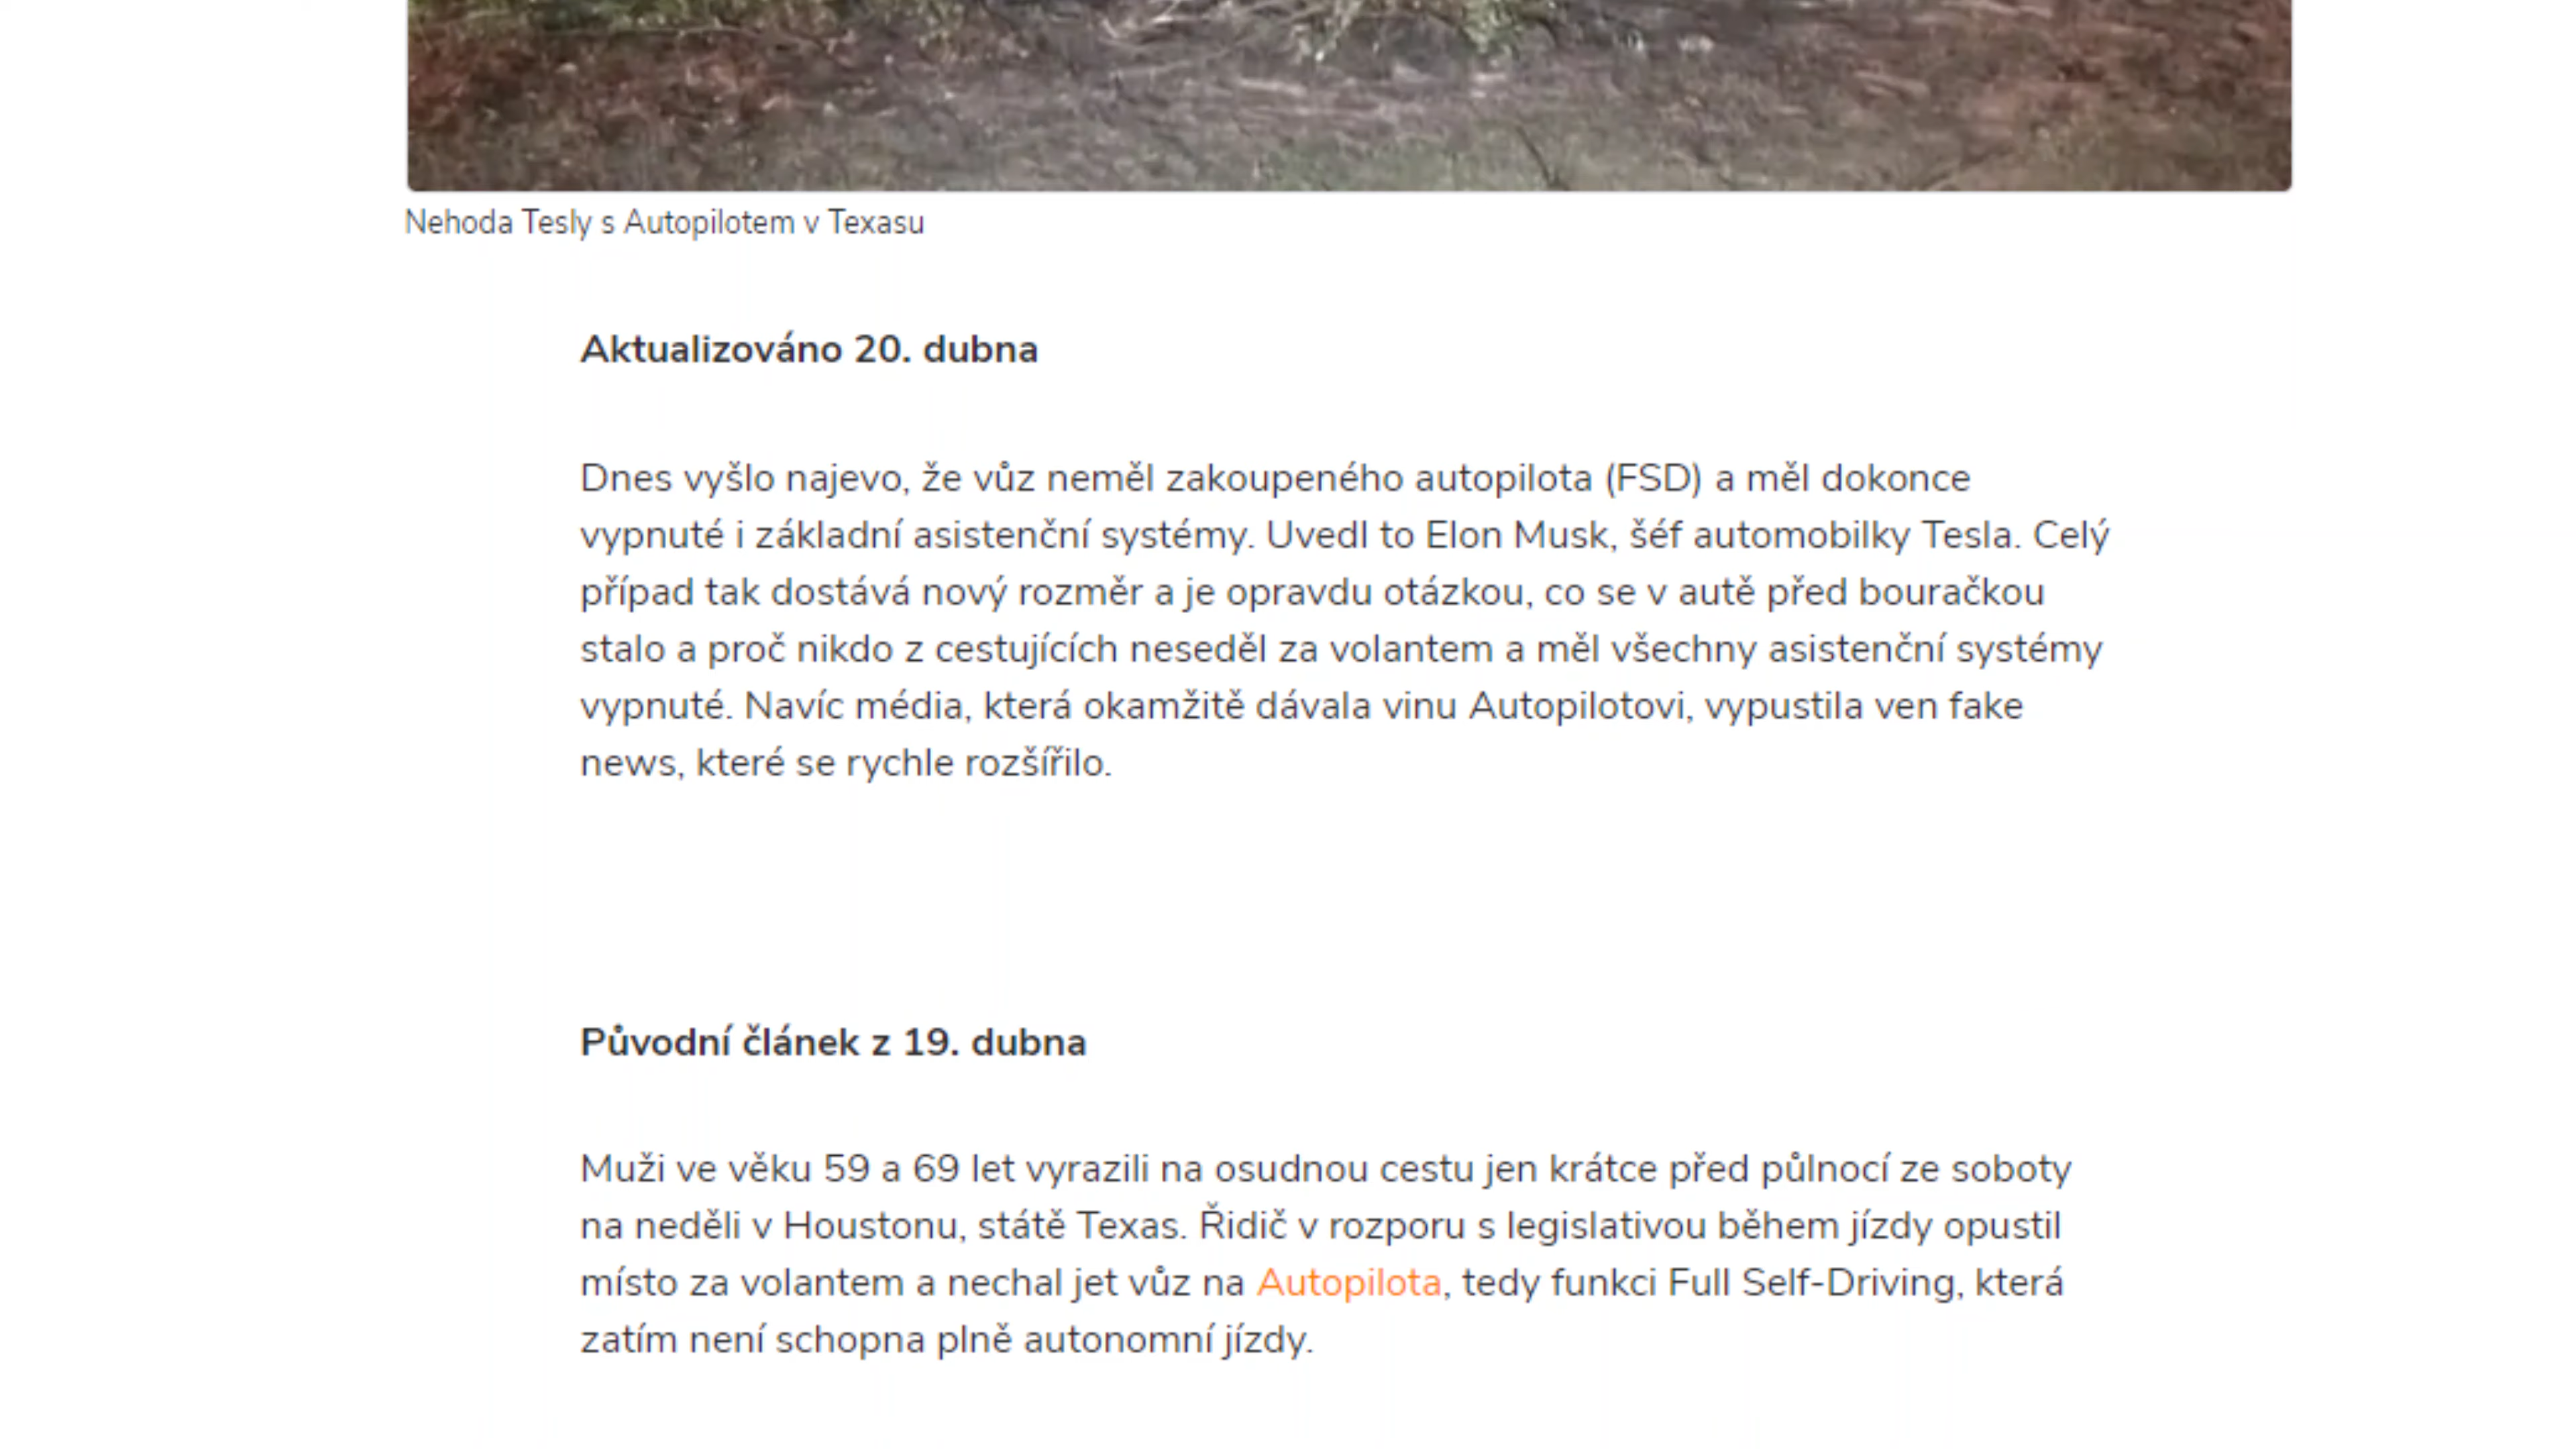 Nehoda Tesly s Autopilotem v Texasu
Aktualizováno 20. dubna
Dnes vyšlo najevo, že vůz neměl zakoupeného autopilota (FSD) a měl dokonce
vypnuté i základní asistenční systémy. Uvedl to Elon Musk, šéf automobilky Tesla. Celý
případ tak dostává nový rozměr a je opravdu otázkou, co se v autě před bouračkou
stalo a proč nikdo z cestujících neseděl za volantem a měl všechny asistenční systémy
vypnuté. Navíc média, která okamžitě dávala vinu Autopilotovi, vypustila ven fake
news, které se rychle rozšířilo.
Původní článek z 19. dubna
Muži ve věku 59 a 69 let vyrazili na osudnou cestu jen krátce před půlnocí ze soboty
na neděli v Houstonu, státě Texas. Řidič v rozporu s legislativou během jízdy opustil
místo za volantem a nechal jet vůz na Autopilota, tedy funkci Full Self-Driving, která
zatím není schopna plně autonomní jízdy.